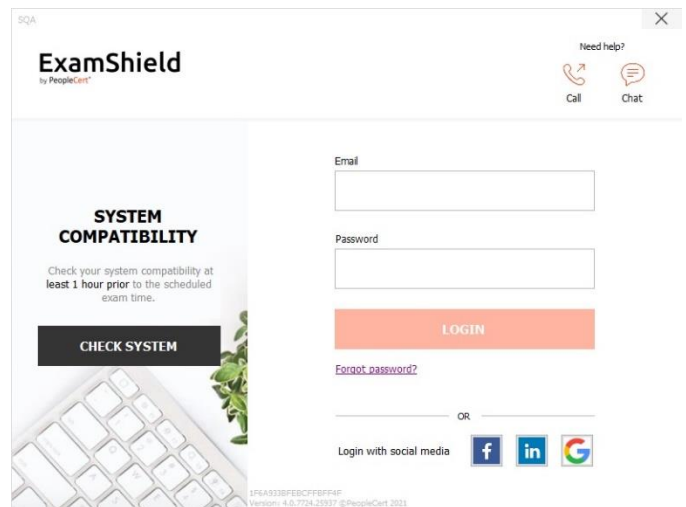 SQA
Need help?
ExamShield
by PeopleCert
Call
Chat
SYSTEM
COMPATIBILITY
Check your system compatibility at
least 1 hour prior to the scheduled
exam time.
CHECK SYSTEM
Email
Password
LOGIN
Forgot password?
OR
Login with social media
f
in
G
Version: 4.0.7724.25937 ©PeopleCert 2021